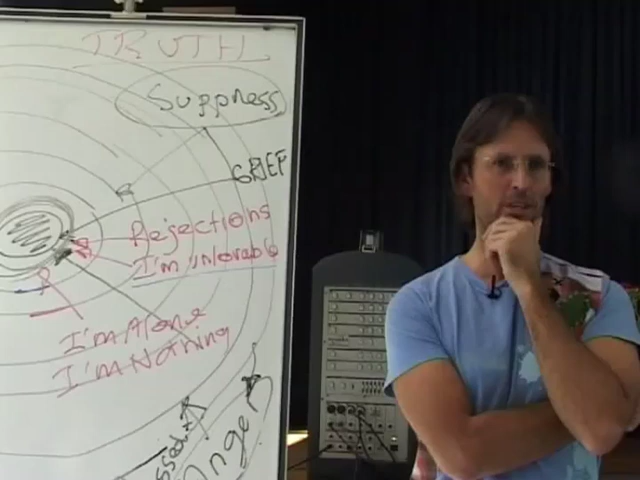 TRUTH
Suppress
GRIEF
Rejections
I'm unlovable
I'm Alone
I'm Nothing
Anger